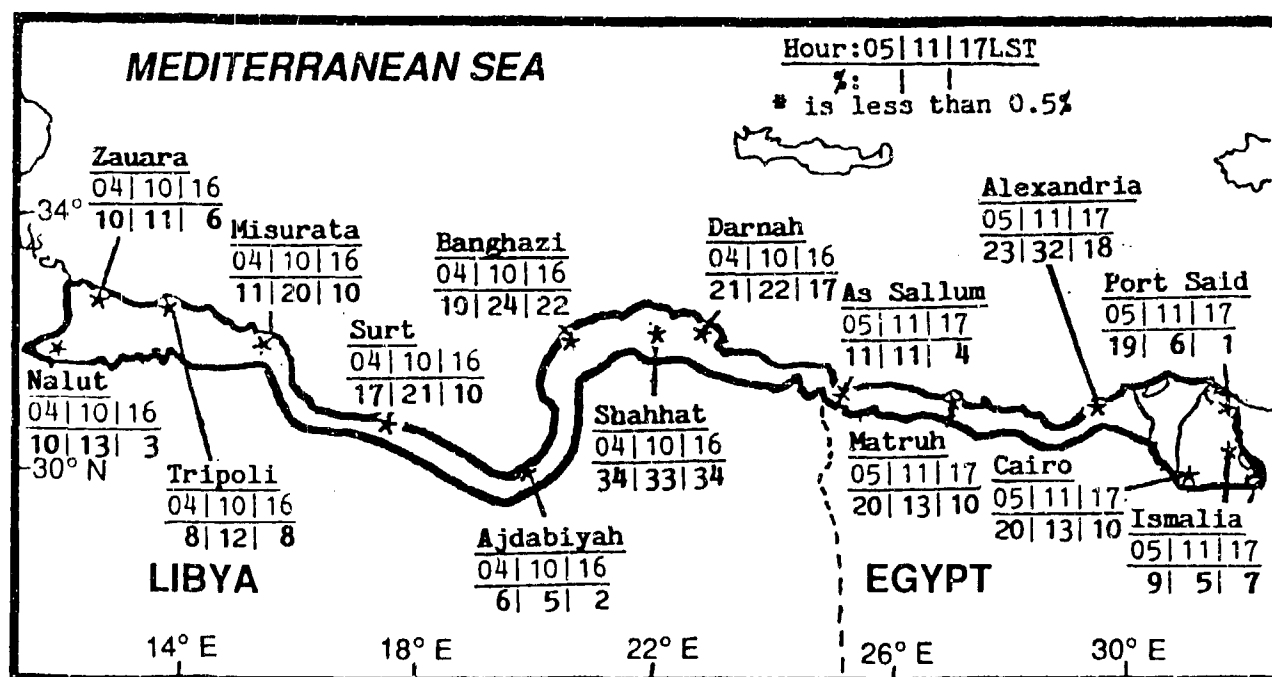 MEDITERRANEAN SEA
Hour:05|11|17LST
%: | |
# is less than 0.5%
Zauara
04|10|16
10|11| 6
34°
Misurata
04|10|16
11|20|10
Banghazi
04|10|16
19|24|22
Darnah
04|10|16
21|22|17
Alexandria
05|11|17
23|32|18
As Sallum
05|11|17
11|11| 4
Port Said
05|11|17
19| 6| 1
Surt
04|10|16
17|21|10
Nalut
04|10|16
10|13| 3
30° N
Shahhat
04|10|16
34|33|34
Matruh
05|11|17
20|13|10
Cairo
05|11|17
20|13|10
Tripoli
04|10|16
8|12| 8
Ajdabiyah
04|10|16
6| 5| 2
Ismalia
05|11|17
9| 5| 7
LIBYA
EGYPT
14° E
18° E
22° E
26° E
30° E